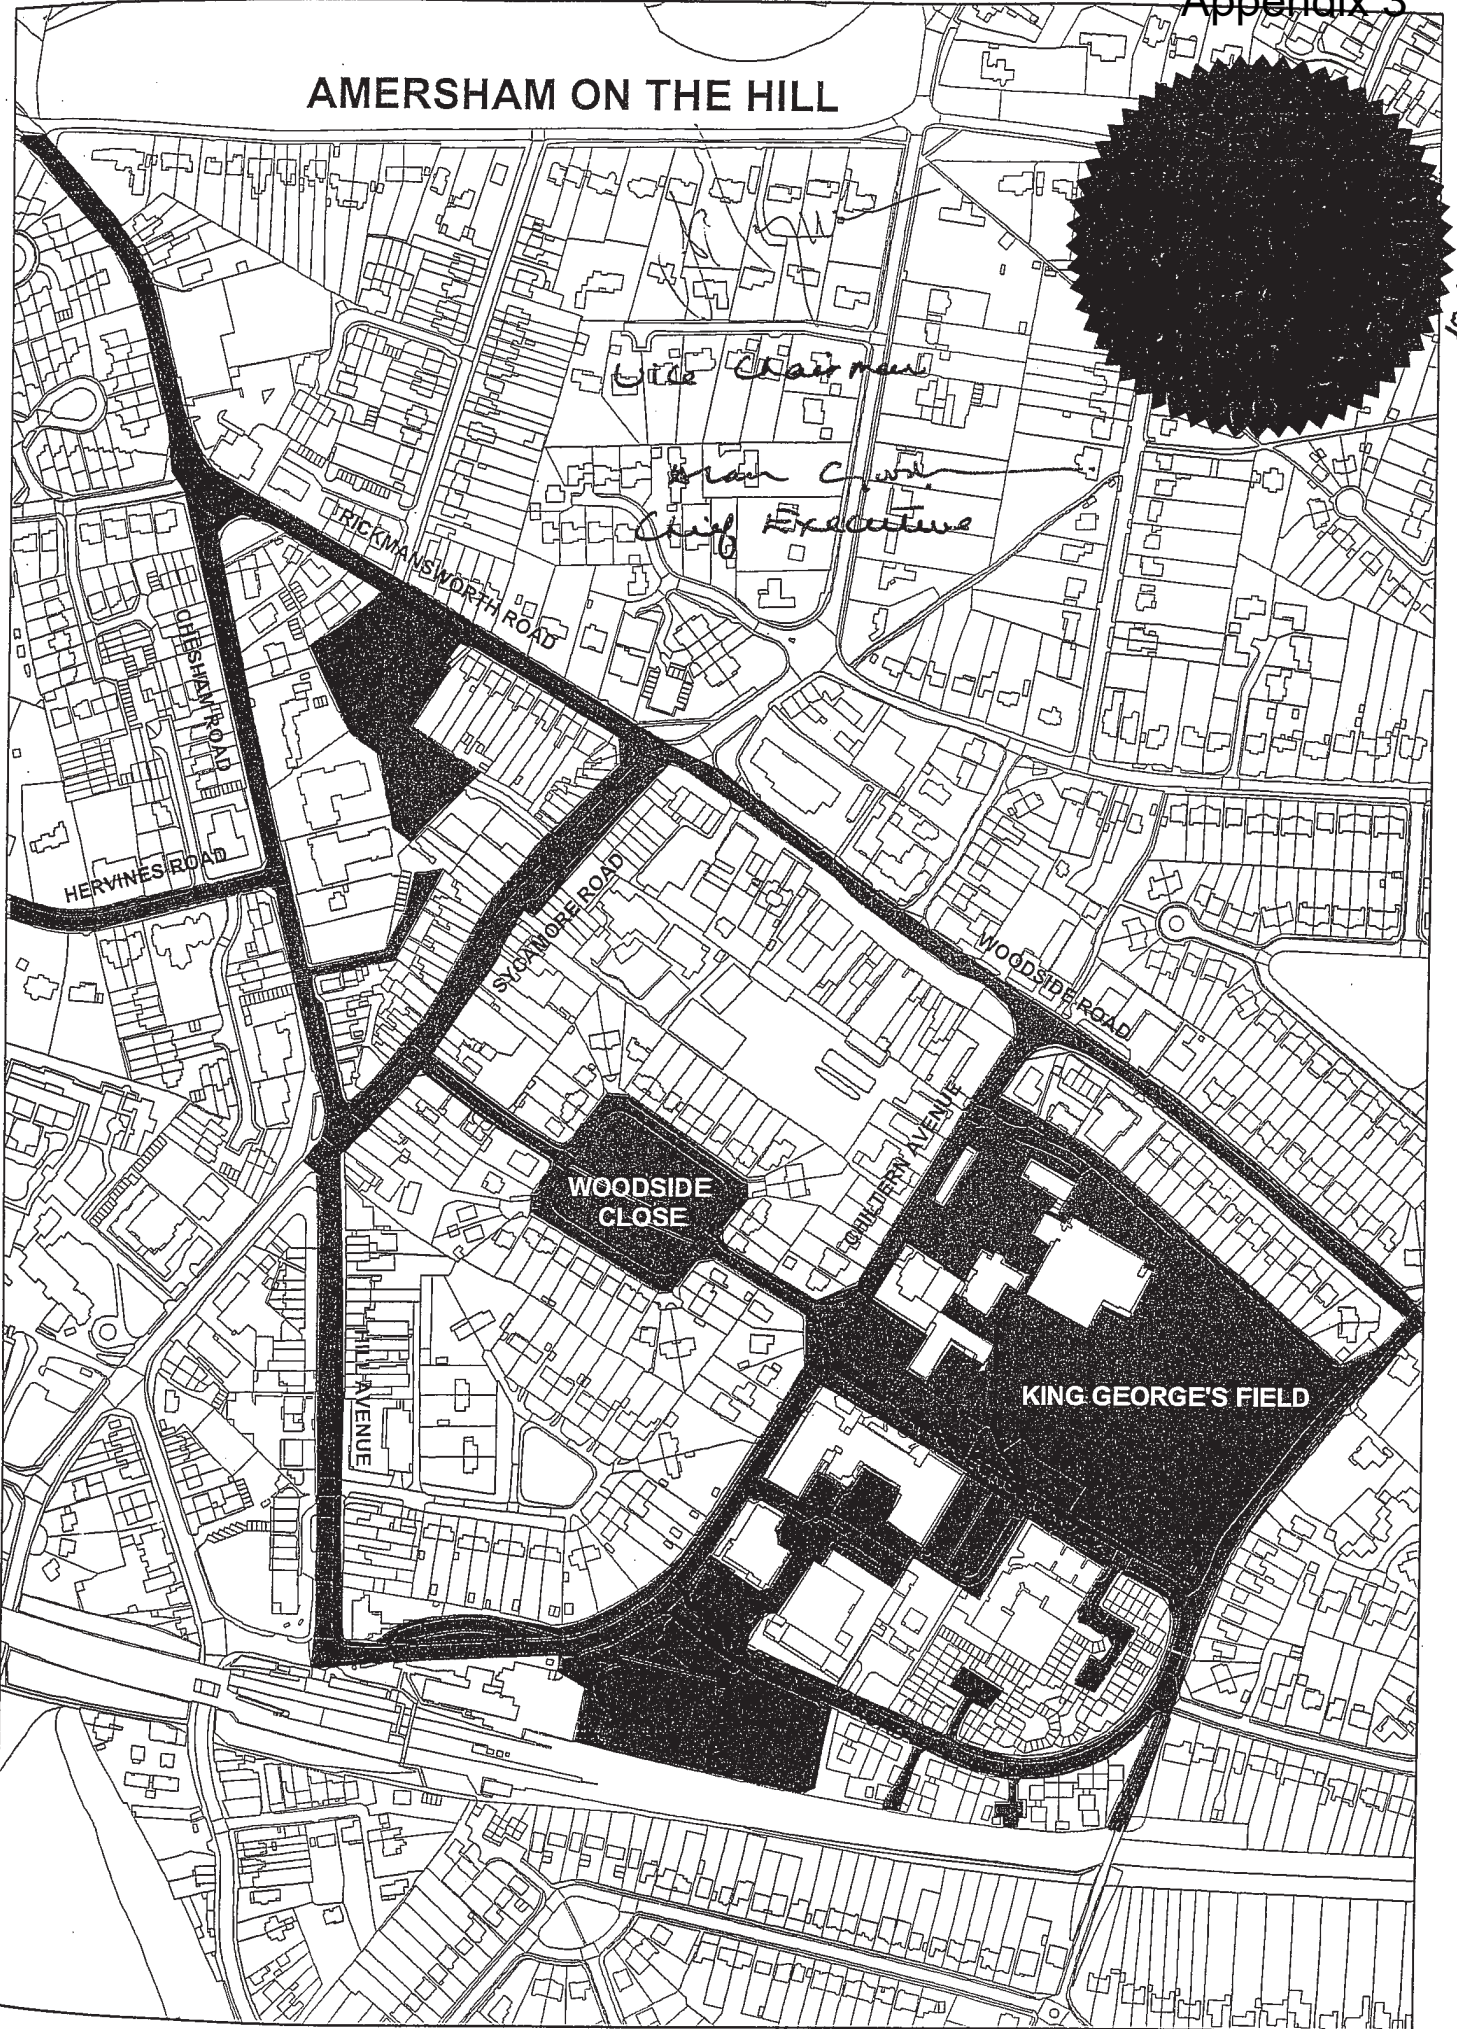 Appendix 3
AMERSHAM ON THE HILL
Vice Chairman
Chief Executive
RICKMANSWORTH ROAD
CHESHAM ROAD
HERVINES ROAD
SYCAMORE ROAD
WOODSIDE ROAD
CHILTERN AVENUE
WOODSIDE
CLOSE
HILL AVENUE
KING GEORGE'S FIELD